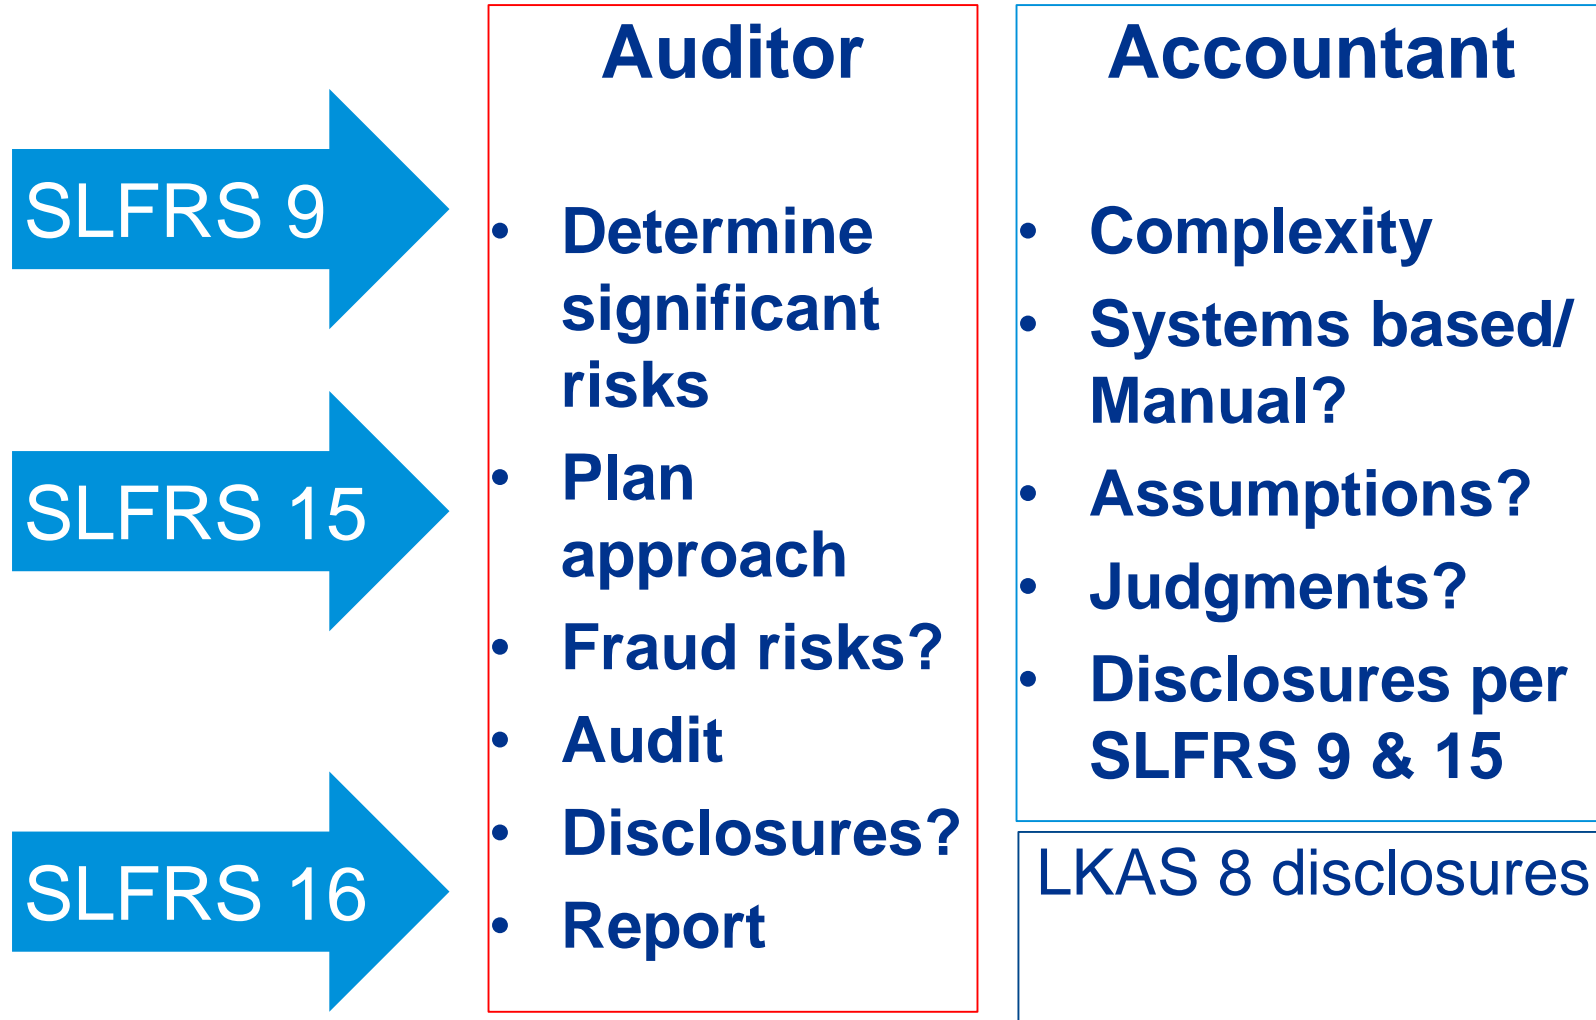 SLFRS 9
SLFRS 15
SLFRS 16
Auditor
• Determine
significant
risks
• Plan
approach
• Fraud risks?
• Audit
• Disclosures?
• Report
Accountant
• Complexity
• Systems based/
Manual?
• Assumptions?
• Judgments?
• Disclosures per
SLFRS 9 & 15
LKAS 8 disclosures